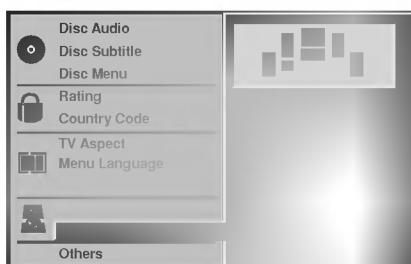 Disc Audio
Disc Subtitle
Disc Menu
Rating
Country Code
TV Aspect
Menu Language
Others